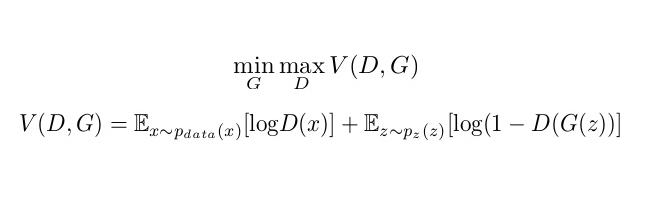 min max V(D, G)
G D
V(D, G) = 𝔼x∼pdata(x)[logD(x)] + 𝔼z∼pz(z)[log(1 − D(G(z))]